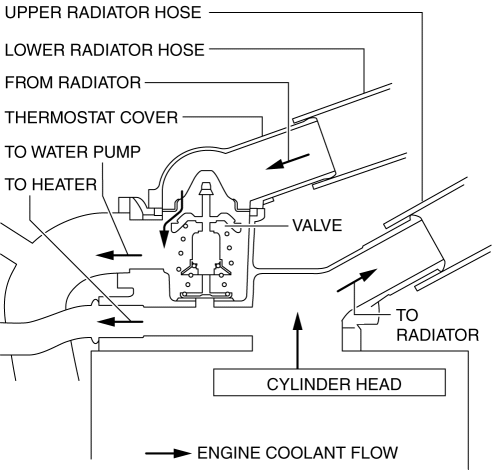 UPPER RADIATOR HOSE
LOWER RADIATOR HOSE
FROM RADIATOR
THERMOSTAT COVER
TO WATER PUMP
TO HEATER
VALVE
TO
RADIATOR
CYLINDER HEAD
ENGINE COOLANT FLOW